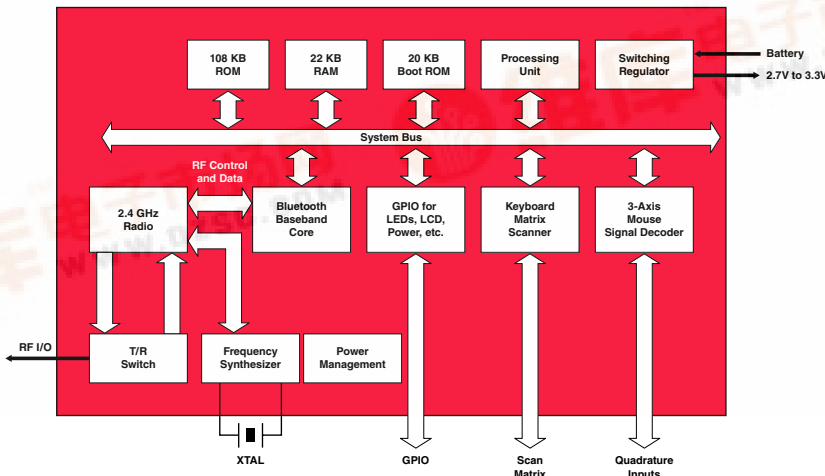 108 KB
ROM
22 KB
RAM
20 KB
Boot ROM
Processing
Unit
Switching
Regulator
Battery
2.7V to 3.3V
System Bus
RF Control
and Data
2.4 GHz
Radio
Bluetooth
Baseband
Core
GPIO for
LEDs, LCD,
Power, etc.
Keyboard
Matrix
Scanner
3-Axis
Mouse
Signal Decoder
RF I/O
T/R
Switch
Frequency
Synthesizer
Power
Management
XTAL
GPIO
Scan
Matrix
Quadrature
Inputs